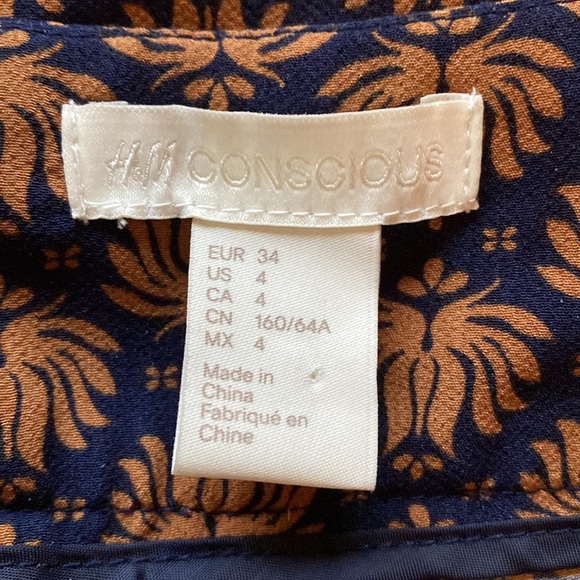 H&M CONSCIOUS
EUR 34
US 4
CA 4
CN 160/64A
MX 4
Made in
China
Fabriqué en
Chine